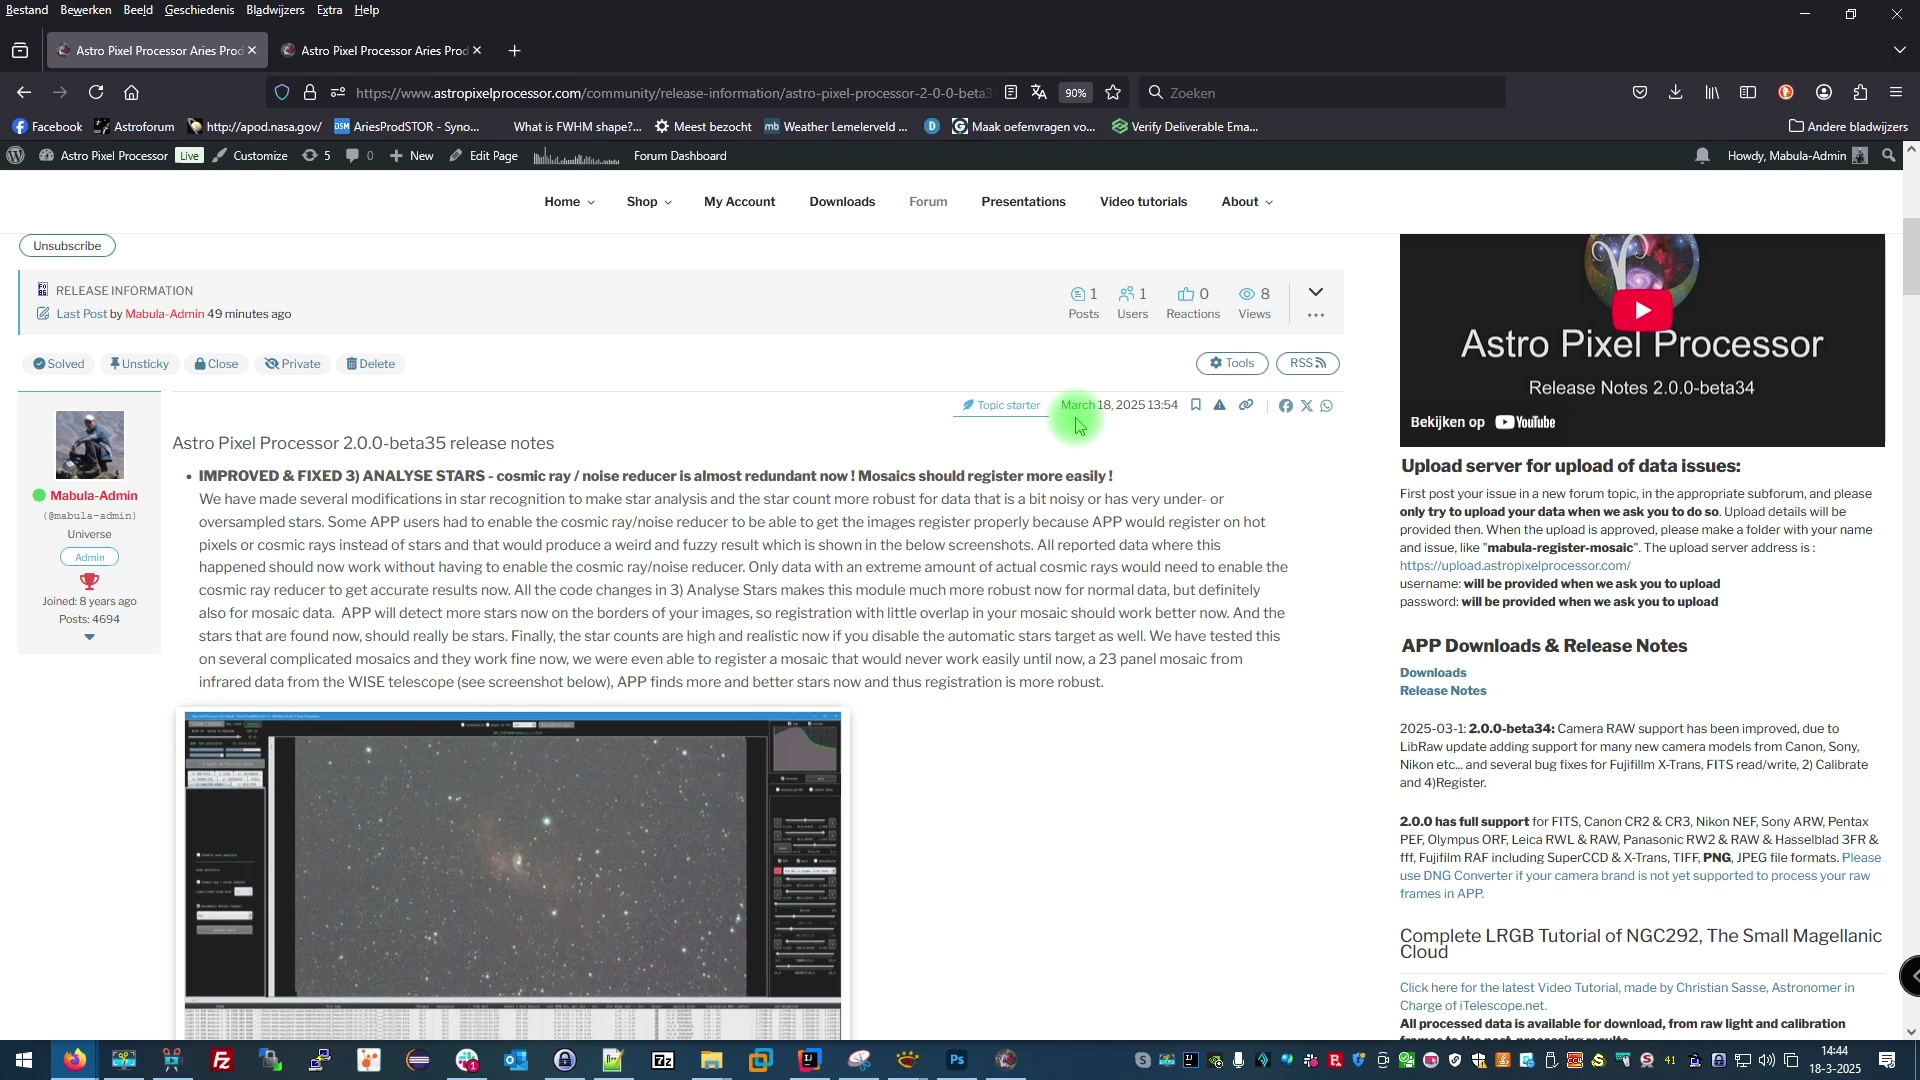 Bestand Bewerken Beeld Geschiedenis Bladwijzers Extra Help
Astro Pixel Processor Aries Prod
Astro Pixel Processor Aries Prod
https://www.astropixelprocessor.com/community/release-information/astro-pixel-processor-2-0-0-beta3
90%
Zoeken
Facebook
Astroforum
http://apod.nasa.gov/
DSM AriesProdSTOR - Syno...
What is FWHM shape?...
Meest bezocht
mb Weather Lemelerveld ...
D
Maak oefenvragen vo...
Verify Deliverable Ema...
Andere bladwijzers
Astro Pixel Processor Live Customize 5 0 New Edit Page Forum Dashboard
Howdy, Mabula-Admin
Home Shop My Account Downloads Forum Presentations Video tutorials About
Unsubscribe
RELEASE INFORMATION
Last Post by Mabula-Admin 49 minutes ago
1 1 0 8
Posts Users Reactions Views
Solved Unsticky Close Private Delete
Tools RSS
Topic starter March 18, 2025 13:54
Mabula-Admin
(@mabula-admin)
Universe
Admin
Joined: 8 years ago
Posts: 4694
Astro Pixel Processor 2.0.0-beta35 release notes
• IMPROVED & FIXED 3) ANALYSE STARS - cosmic ray / noise reducer is almost redundant now ! Mosaics should register more easily !
We have made several modifications in star recognition to make star analysis and the star count more robust for data that is a bit noisy or has very under- or
oversampled stars. Some APP users had to enable the cosmic ray/noise reducer to be able to get the images register properly because APP would register on hot
pixels or cosmic rays instead of stars and that would produce a weird and fuzzy result which is shown in the below screenshots. All reported data where this
happened should now work without having to enable the cosmic ray/noise reducer. Only data with an extreme amount of actual cosmic rays would need to enable the
cosmic ray reducer to get accurate results now. All the code changes in 3) Analyse Stars makes this module much more robust now for normal data, but definitely
also for mosaic data. APP will detect more stars now on the borders of your images, so registration with little overlap in your mosaic should work better now. And the
stars that are found now, should really be stars. Finally, the star counts are high and realistic now if you disable the automatic stars target as well. We have tested this
on several complicated mosaics and they work fine now, we were even able to register a mosaic that would never work easily until now, a 23 panel mosaic from
infrared data from the WISE telescope (see screenshot below), APP finds more and better stars now and thus registration is more robust.
Astro Pixel Processor
Release Notes 2.0.0-beta34
Bekijken op YouTube
Upload server for upload of data issues:
First post your issue in a new forum topic, in the appropriate subforum, and please
only try to upload your data when we ask you to do so. Upload details will be
provided then. When the upload is approved, please make a folder with your name
and issue, like "mabula-register-mosaic". The upload server address is :
https://upload.astropixelprocessor.com/
username: will be provided when we ask you to upload
password: will be provided when we ask you to upload
APP Downloads & Release Notes
Downloads
Release Notes
2025-03-1: 2.0.0-beta34: Camera RAW support has been improved, due to
LibRaw update adding support for many new camera models from Canon, Sony,
Nikon etc... and several bug fixes for Fujifillm X-Trans, FITS read/write, 2) Calibrate
and 4)Register.
2.0.0 has full support for FITS, Canon CR2 & CR3, Nikon NEF, Sony ARW, Pentax
PEF, Olympus ORF, Leica RWL & RAW, Panasonic RW2 & RAW & Hasselblad 3FR &
fff, Fujifilm RAF including SuperCCD & X-Trans, TIFF, PNG, JPEG file formats. Please
use DNG Converter if your camera brand is not yet supported to process your raw
frames in APP.
Complete LRGB Tutorial of NGC292, The Small Magellanic
Cloud
Click here for the latest Video Tutorial, made by Christian Sasse, Astronomer in
Charge of iTelescope.net.
All processed data is available for download, from raw light and calibration
frames to the post-processing results
14:44
18-3-2025